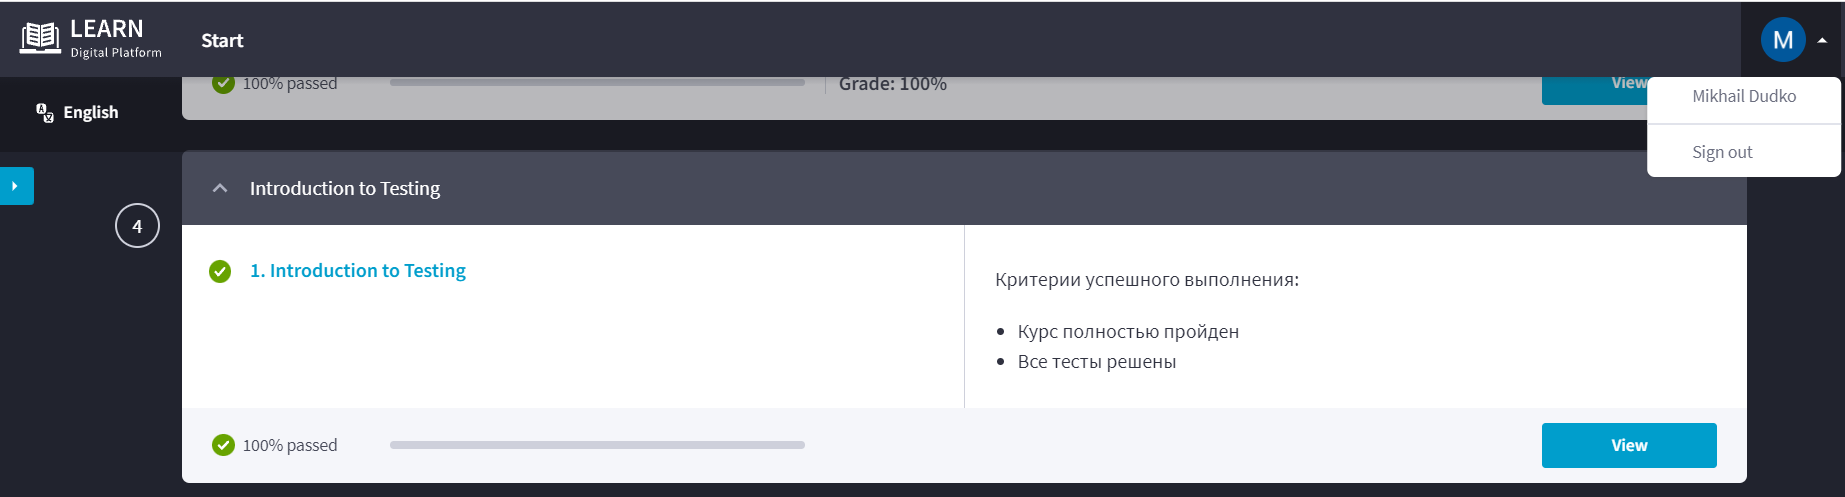 LEARN
Digital Platform
Start
M
100% passed
Grade: 100%
View
Mikhail Dudko
Sign out
English
4
Introduction to Testing
1. Introduction to Testing
Критерии успешного выполнения:
Курс полностью пройден
Все тесты решены
100% passed
View